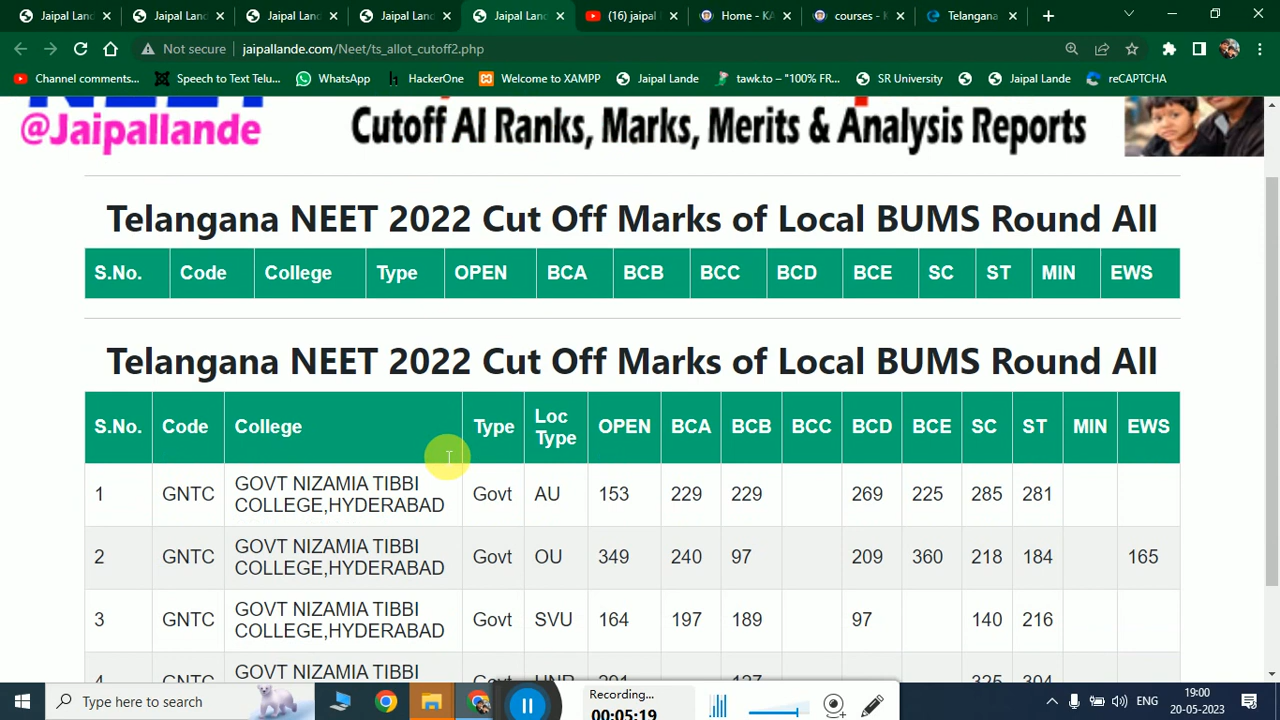 Jaipal Lande Jaipal Land Jaipal Lande Jaipal Land Jaipal Lande (16) jaipal Home - KA courses - K Telangana
Not secure jaipallande.com/Neet/ts_allot_cutoff2.php
Channel comments... Speech to Text Telu... WhatsApp HackerOne Welcome to XAMPP Jaipal Lande tawk.to – "100% FR... SR University Jaipal Lande reCAPTCHA
NEET
@Jaipallande
Cutoff AI Ranks, Marks, Merits & Analysis Reports
Telangana NEET 2022 Cut Off Marks of Local BUMS Round All
S.No. Code College Type OPEN BCA BCB BCC BCD BCE SC ST MIN EWS
Telangana NEET 2022 Cut Off Marks of Local BUMS Round All
S.No. Code College Type Loc Type OPEN BCA BCB BCC BCD BCE SC ST MIN EWS
1 GNTC GOVT NIZAMIA TIBBI COLLEGE,HYDERABAD Govt AU 153 229 229 269 225 285 281
2 GNTC GOVT NIZAMIA TIBBI COLLEGE,HYDERABAD Govt OU 349 240 97 209 360 218 184 165
3 GNTC GOVT NIZAMIA TIBBI COLLEGE,HYDERABAD Govt SVU 164 197 189 97 140 216
GOVT NIZAMIA TIBBI
Type here to search Recording... 00:05:19 ENG 19:00 20-05-2023